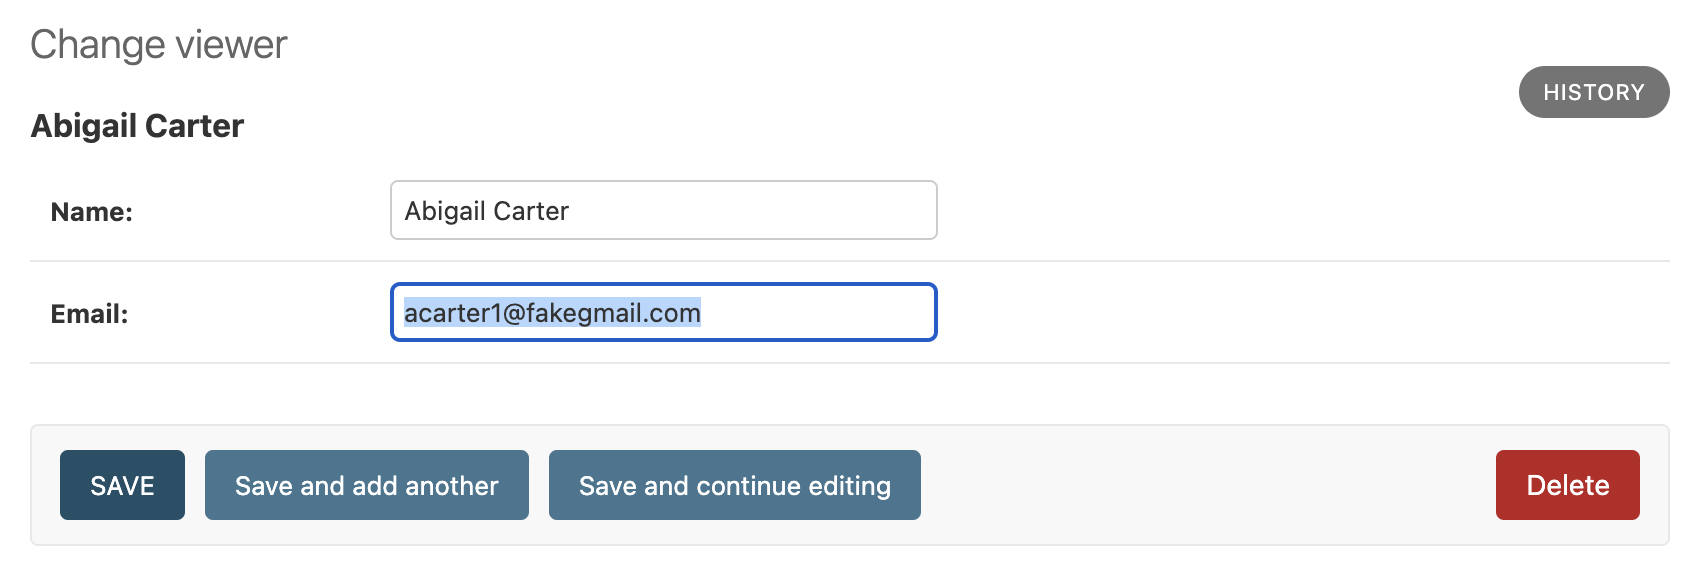 Change viewer
HISTORY
Abigail Carter
Name: Abigail Carter
Email: acarter1@fakegmail.com
SAVE Save and add another Save and continue editing Delete